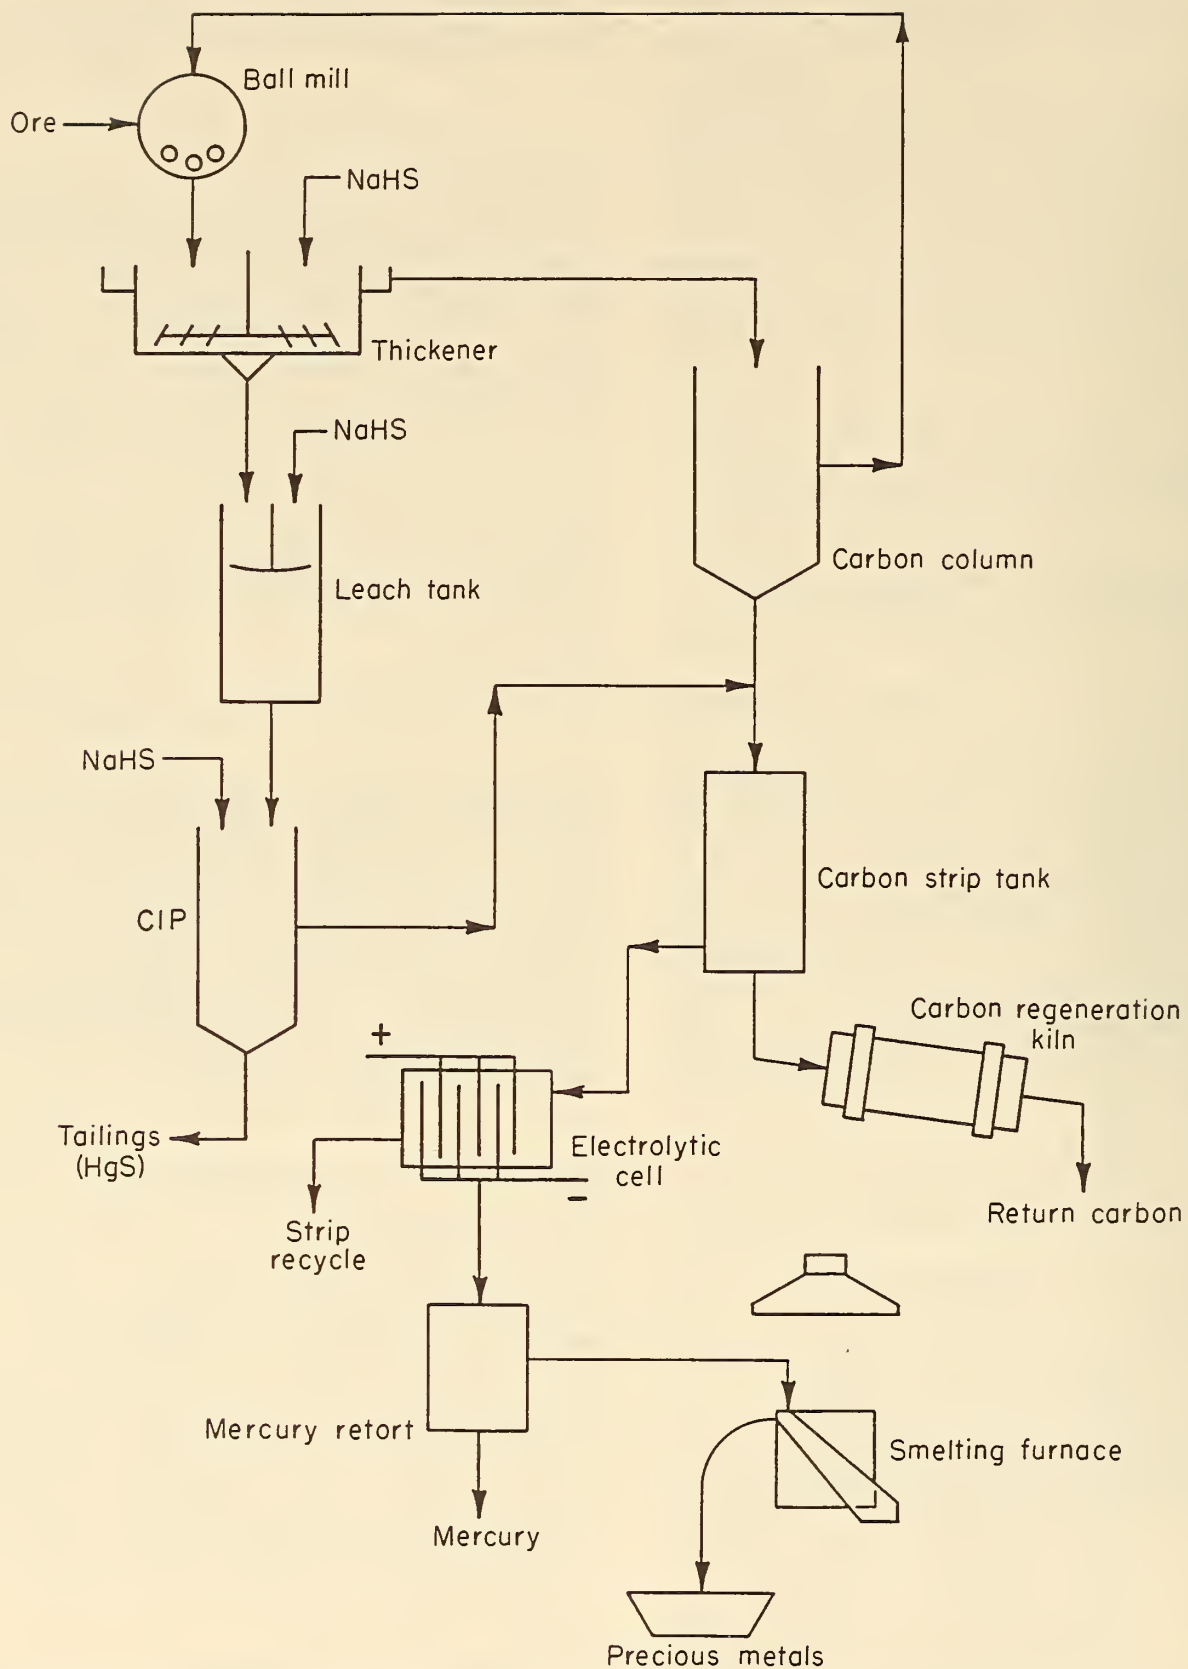 Ball mill
Ore
NaHS
Thickener
NaHS
Carbon column
Leach tank
NaHS
Carbon strip tank
CIP
Carbon regeneration
kiln
+
Tailings
(HgS)
Electrolytic
cell
−
Strip
recycle
Return carbon
Mercury retort
Smelting furnace
Mercury
Precious metals